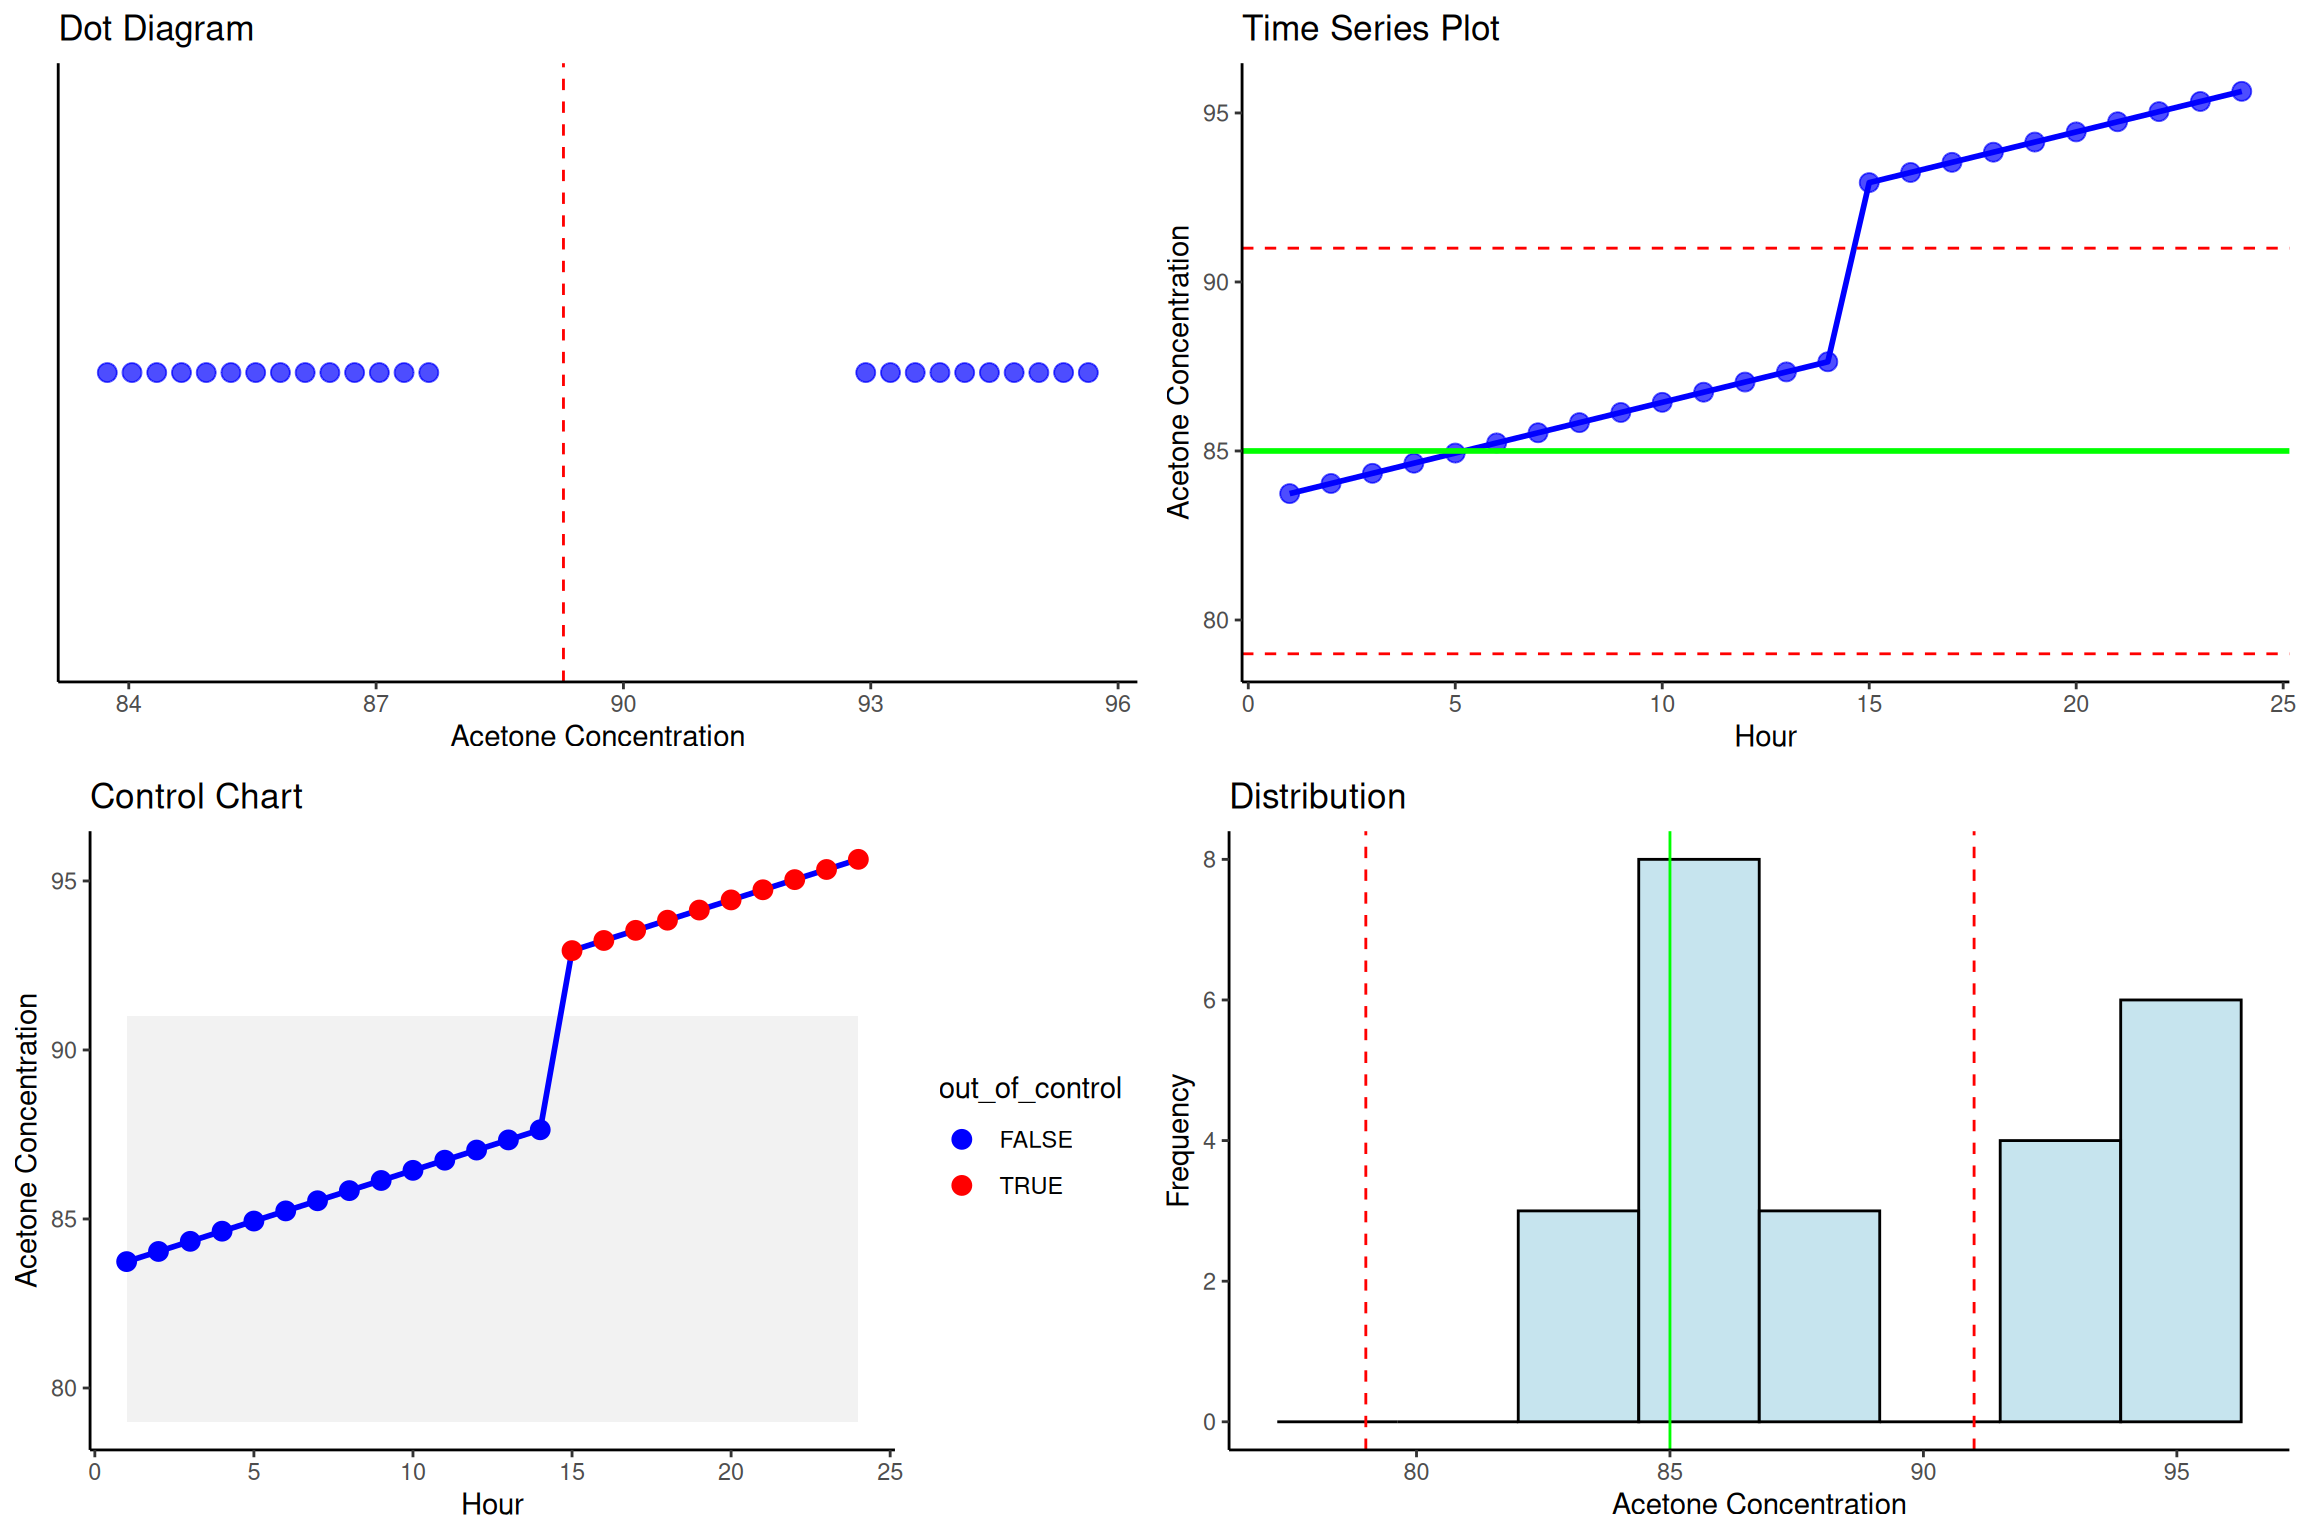 Dot Diagram
84 87 90 93 96
Acetone Concentration
Time Series Plot
Acetone Concentration
95
90
85
80
0 5 10 15 20 25
Hour
Control Chart
Acetone Concentration
95
90
85
80
0 5 10 15 20 25
Hour
out_of_control
FALSE
TRUE
Distribution
Frequency
8
6
4
2
0
80 85 90 95
Acetone Concentration